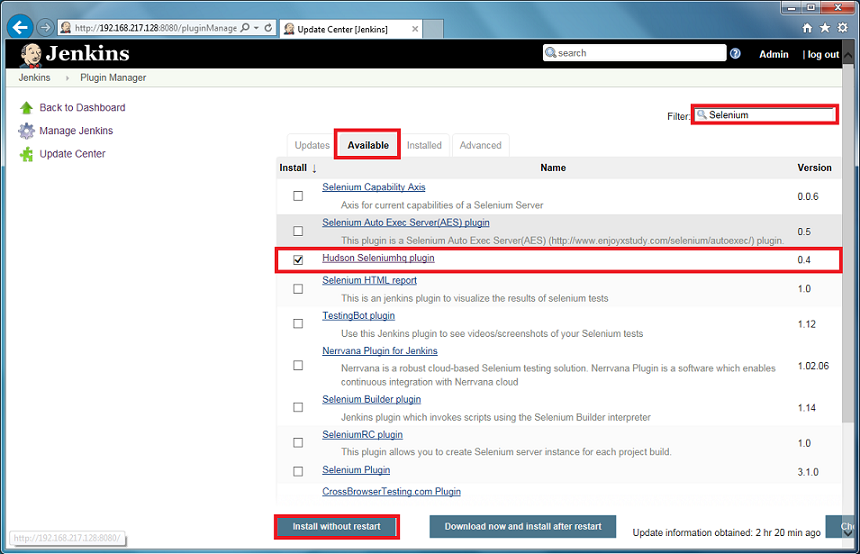 http://192.168.217.128:8080/pluginManage
Update Center [Jenkins]
Jenkins
search
Admin
| log out
Jenkins
Plugin Manager
Back to Dashboard
Manage Jenkins
Update Center
Filter: Selenium
Updates
Available
Installed
Advanced
Install ↓
Name
Version
Selenium Capability Axis
Axis for current capabilities of a Selenium Server
0.0.6
Selenium Auto Exec Server(AES) plugin
This plugin is a Selenium Auto Exec Server(AES) (http://www.enjoyxstudy.com/selenium/autoexec/) plugin.
0.5
Hudson Seleniumhq plugin
0.4
Selenium HTML report
This is an jenkins plugin to visualize the results of selenium tests
1.0
TestingBot plugin
Use this Jenkins plugin to see videos/screenshots of your Selenium tests
1.12
Nerrvana Plugin for Jenkins
Nerrvana is a robust cloud-based Selenium testing solution. Nerrvana Plugin is a software which enables
continuous integration with Nerrvana cloud
1.02.06
Selenium Builder plugin
Jenkins plugin which invokes scripts using the Selenium Builder interpreter
1.14
SeleniumRC plugin
This plugin allows you to create Selenium server instance for each project build.
1.0
Selenium Plugin
3.1.0
CrossBrowserTesting.com Plugin
Install without restart
Download now and install after restart
Update information obtained: 2 hr 20 min ago
http://192.168.217.128:8080/